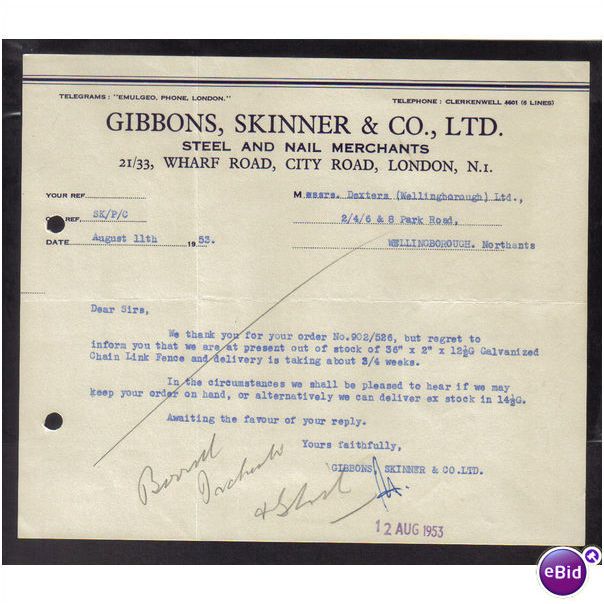 TELEGRAMS: "EMULGEO, PHONE, LONDON."
TELEPHONE: CLERKENWELL 4601 (6 LINES)
GIBBONS, SKINNER & CO., LTD.
STEEL AND NAIL MERCHANTS
21/33, WHARF ROAD, CITY ROAD, LONDON, N.1.
YOUR REF.
REF. SK/P/C
DATE August 11th 1953.
Messrs. Dexters (Wellingborough) Ltd.,
2/4/6 & 8 Park Road,
WELLINGBOROUGH. Northants
Dear Sirs,
We thank you for your order No.902/526, but regret to
inform you that we are at present out of stock of 36" x 2" x 12½G Galvanized
Chain Link Fence and delivery is taking about 3/4 weeks.
In the circumstances we shall be pleased to hear if we may
keep your order on hand, or alternatively we can deliver ex stock in 14½G.
Awaiting the favour of your reply.
Yours faithfully,
GIBBONS, SKINNER & CO.LTD.
12 AUG 1953
eBid